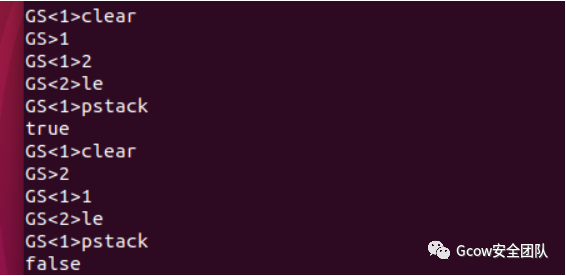 GS<1>clear
GS>1
GS<1>2
GS<2>le
GS<1>pstack
true
GS<1>clear
GS>2
GS<1>1
GS<2>le
GS<1>pstack
false
Gcow安全团队